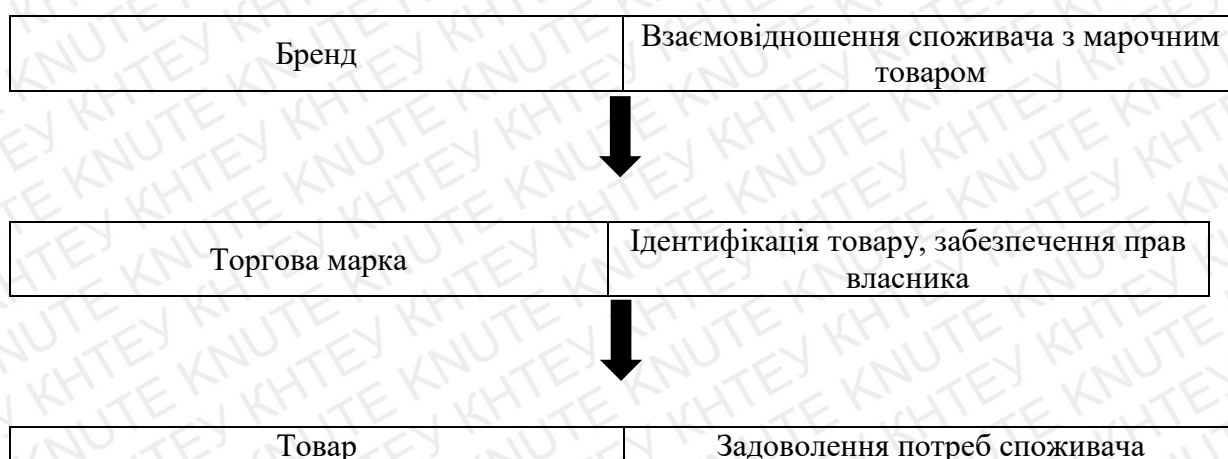 Бренд
Взаємовідношення споживача з марочним
товаром
Торгова марка
Ідентифікація товару, забезпечення прав
власника
Товар
Задоволення потреб споживача